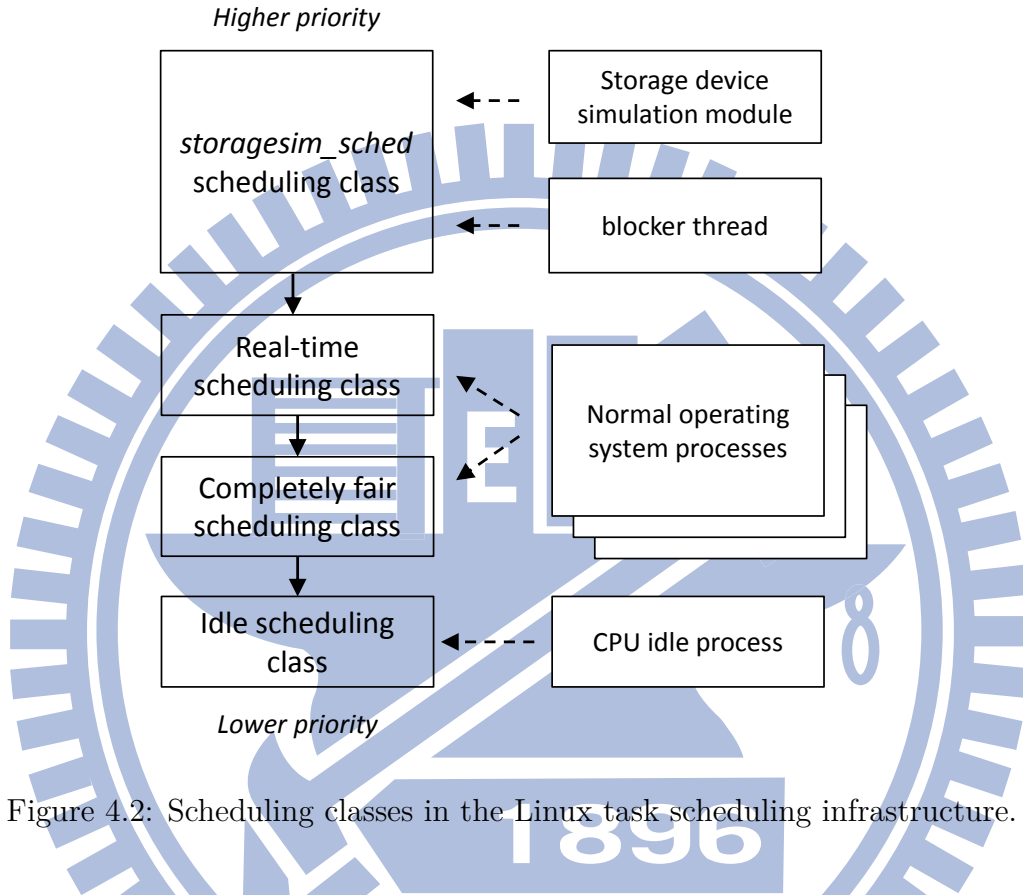 Higher priority
Storage device
simulation module
storagesim_sched
scheduling class
blocker thread
Real-time
scheduling class
Normal operating
system processes
Completely fair
scheduling class
Idle scheduling
class
CPU idle process
Lower priority
Figure 4.2: Scheduling classes in the Linux task scheduling infrastructure.
E
8
1896